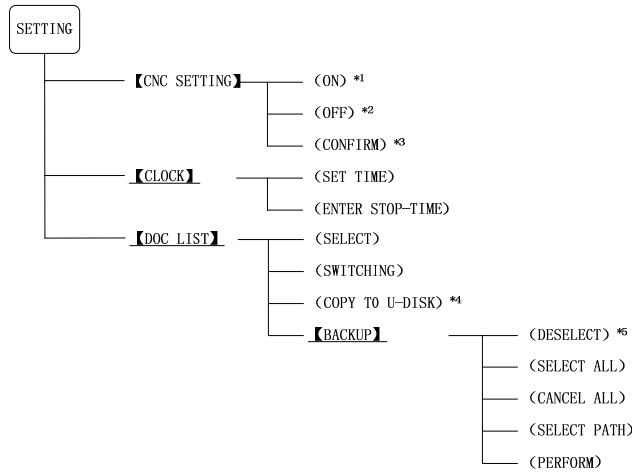 SETTING
【CNC SETTING】
(ON) *1
(OFF) *2
(CONFIRM) *3
【CLOCK】
(SET TIME)
(ENTER STOP-TIME)
【DOC LIST】
(SELECT)
(SWITCHING)
(COPY TO U-DISK) *4
【BACKUP】
(DESELECT) *5
(SELECT ALL)
(CANCEL ALL)
(SELECT PATH)
(PERFORM)